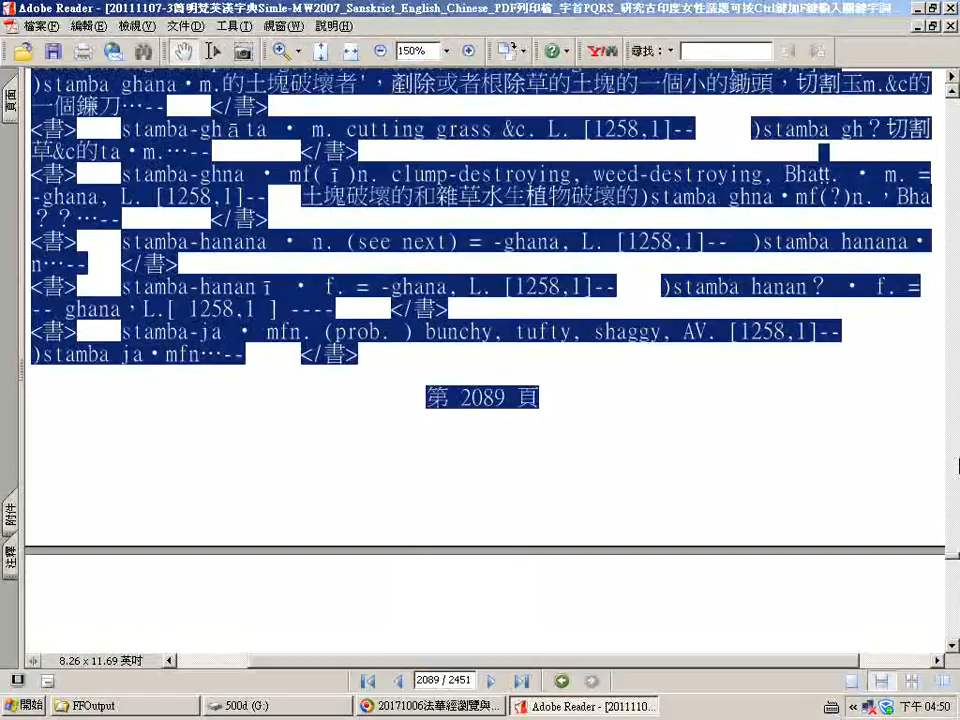 Adobe Reader - [20111107-3簡明梵英漢字典Simle-MW2007_Sanskrict_English_Chinese_PDF列印檔_字首PQRS_研究古印度女性議題可按Ctrl鍵加F鍵輸入關鍵字詞...
檔案(F) 編輯(E) 檢視(V) 文件(D) 工具(T) 視窗(W) 說明(H)
150% Y! 尋找：
頁面
)stamba ghana‧m.的土塊破壞者'，剷除或者根除草的土塊的一個小的鋤頭，切割玉m.&c的
一個鐮刀…-- </書>
<書> stamba-ghāta ‧ m. cutting grass &c. L. [1258,1]-- )stamba gh？切割
草&c的ta‧m.…-- </書>
<書> stamba-ghna ‧ mf(ī)n. clump-destroying, weed-destroying, Bhaṭṭ. ‧ m. =
-ghana, L. [1258,1]-- 土塊破壞的和雜草水生植物破壞的)stamba ghna‧mf(?)n.，Bha
？？…-- </書>
<書> stamba-hanana ‧ n. (see next) = -ghana, L. [1258,1]-- )stamba hanana‧
n…-- </書>
<書> stamba-hananī ‧ f. = -ghana, L. [1258,1]-- )stamba hanan？ ‧ f. =
-- ghana，L.[ 1258,1 ] ---- </書>
<書> stamba-ja ‧ mfn. (prob. ) bunchy, tufty, shaggy, AV. [1258,1]--
)stamba ja‧mfn…-- </書>
第 2089 頁
附件
注釋
8.26 x 11.69 英吋
2089 / 2451
開始 FFOutput 500d (G:) 20171006法華經瀏覽與... Adobe Reader - [2011110... 下午 04:50